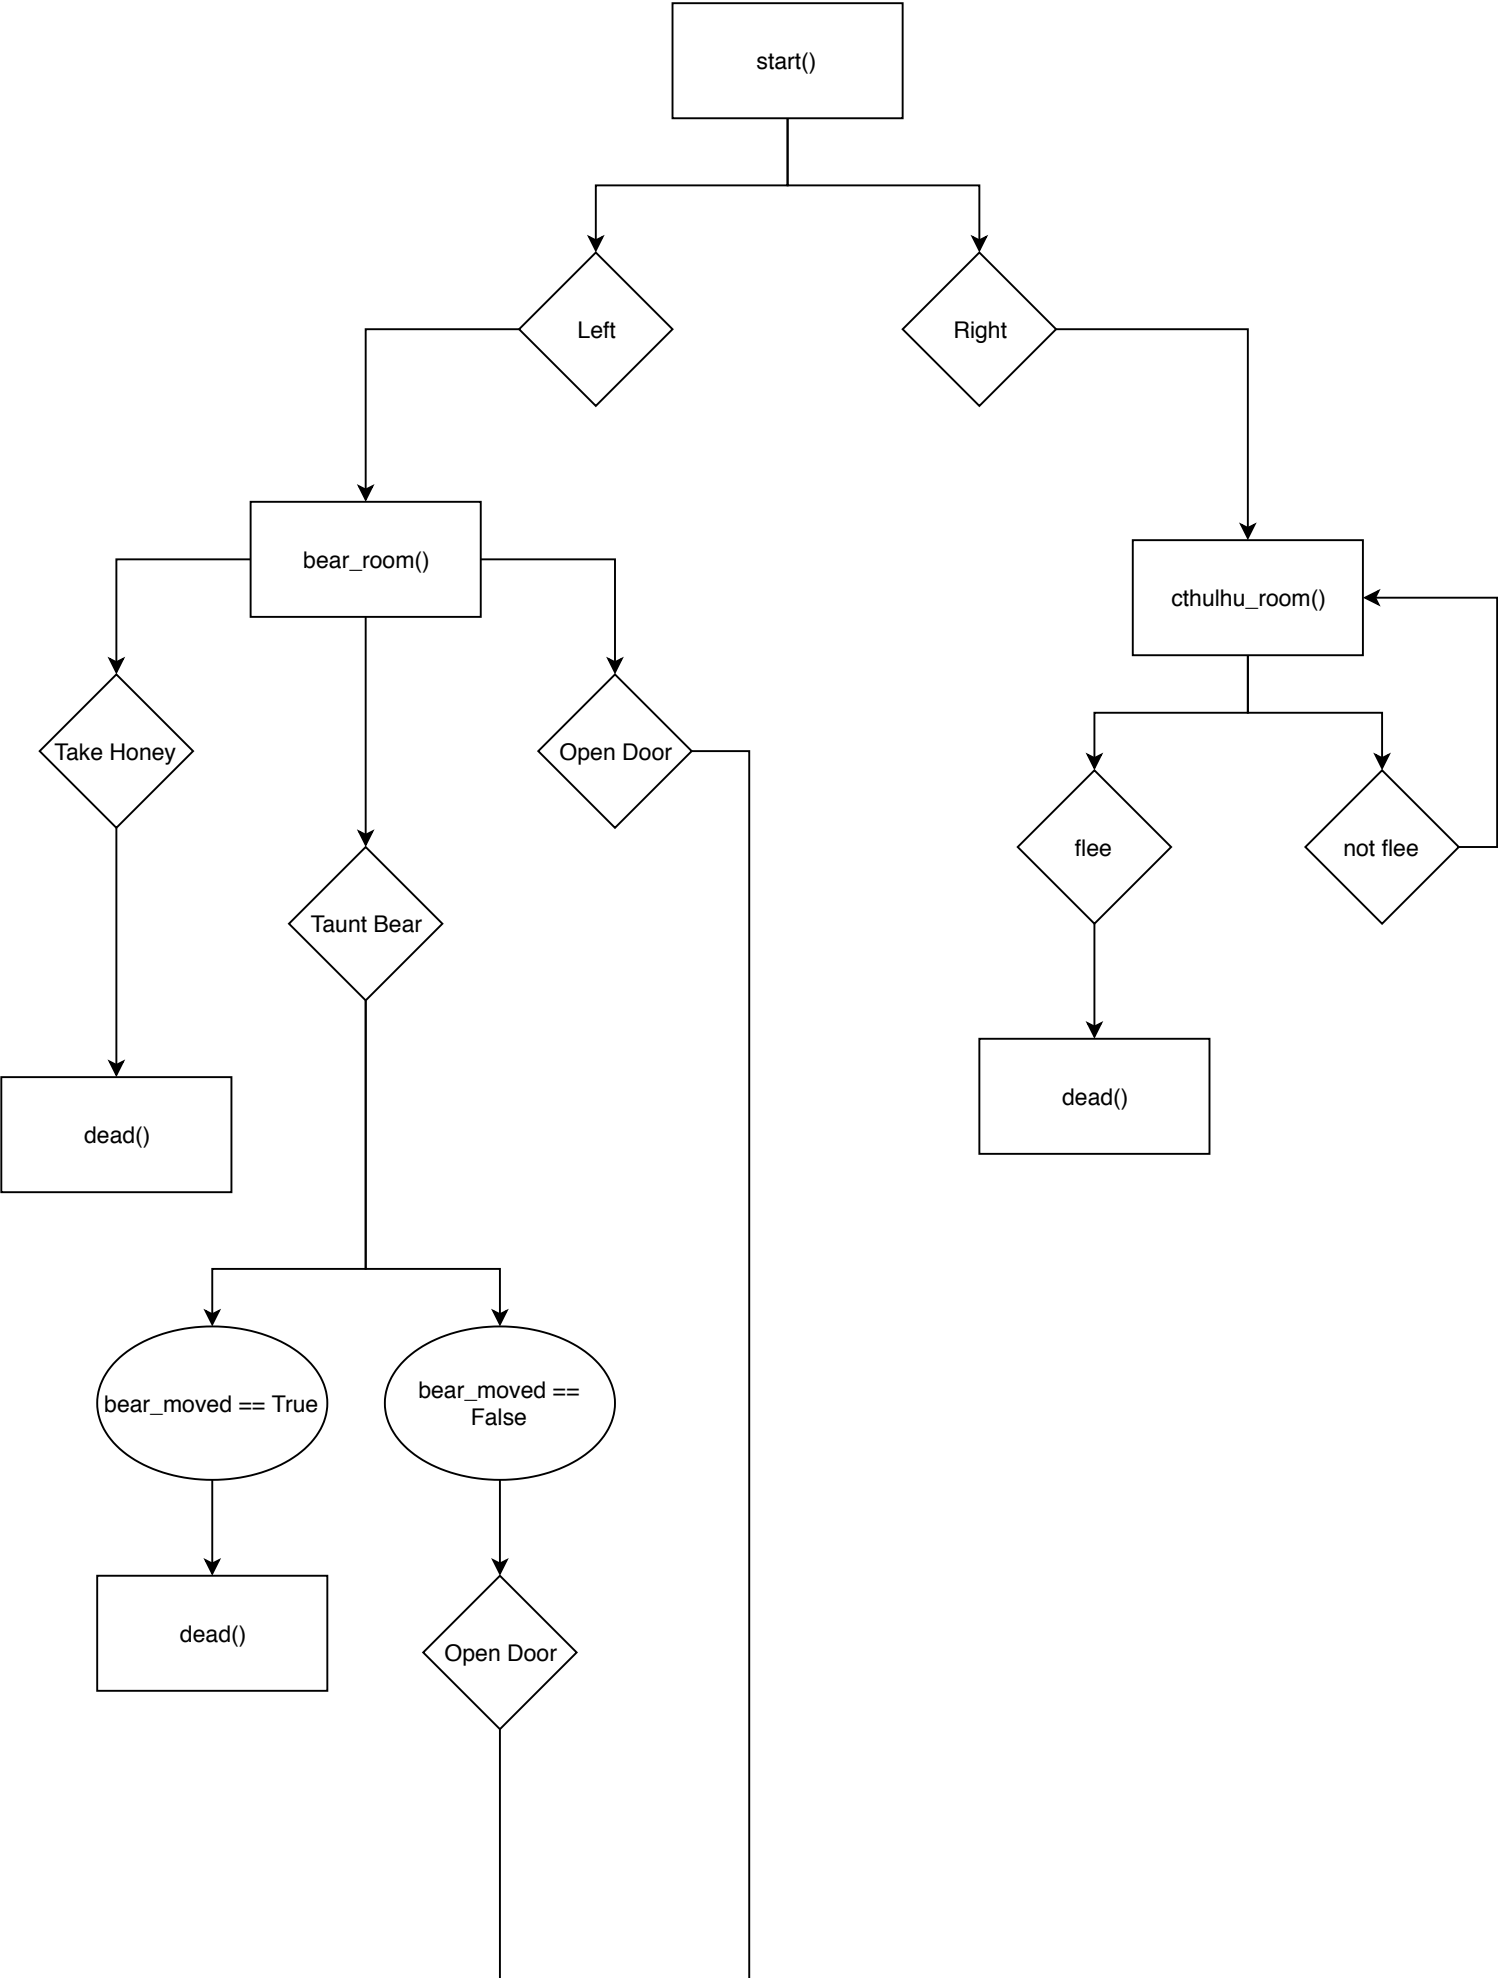 start()
Left
Right
bear_room()
cthulhu_room()
Take Honey
Open Door
flee
not flee
Taunt Bear
dead()
dead()
bear_moved == True
bear_moved ==
False
dead()
Open Door